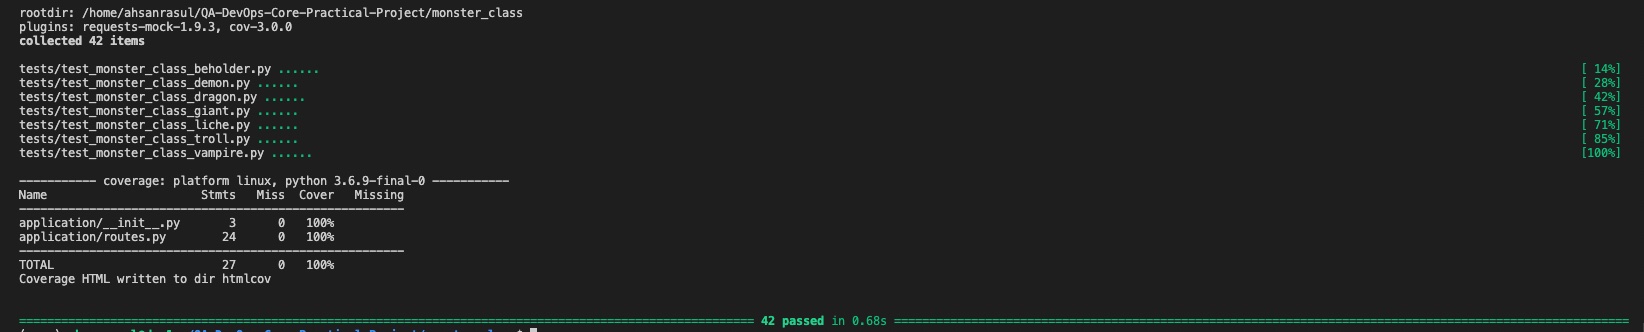 rootdir: /home/ahsanrasul/QA-DevOps-Core-Practical-Project/monster_class
plugins: requests-mock-1.9.3, cov-3.0.0
collected 42 items
tests/test_monster_class_beholder.py ...... [ 14%]
tests/test_monster_class_demon.py ...... [ 28%]
tests/test_monster_class_dragon.py ...... [ 42%]
tests/test_monster_class_giant.py ...... [ 57%]
tests/test_monster_class_liche.py ...... [ 71%]
tests/test_monster_class_troll.py ...... [ 85%]
tests/test_monster_class_vampire.py ...... [100%]
----------- coverage: platform linux, python 3.6.9-final-0 -----------
Name Stmts Miss Cover Missing
-------------------------------------------------------
application/__init__.py 3 0 100%
application/routes.py 24 0 100%
-------------------------------------------------------
TOTAL 27 0 100%
Coverage HTML written to dir htmlcov
42 passed in 0.68s